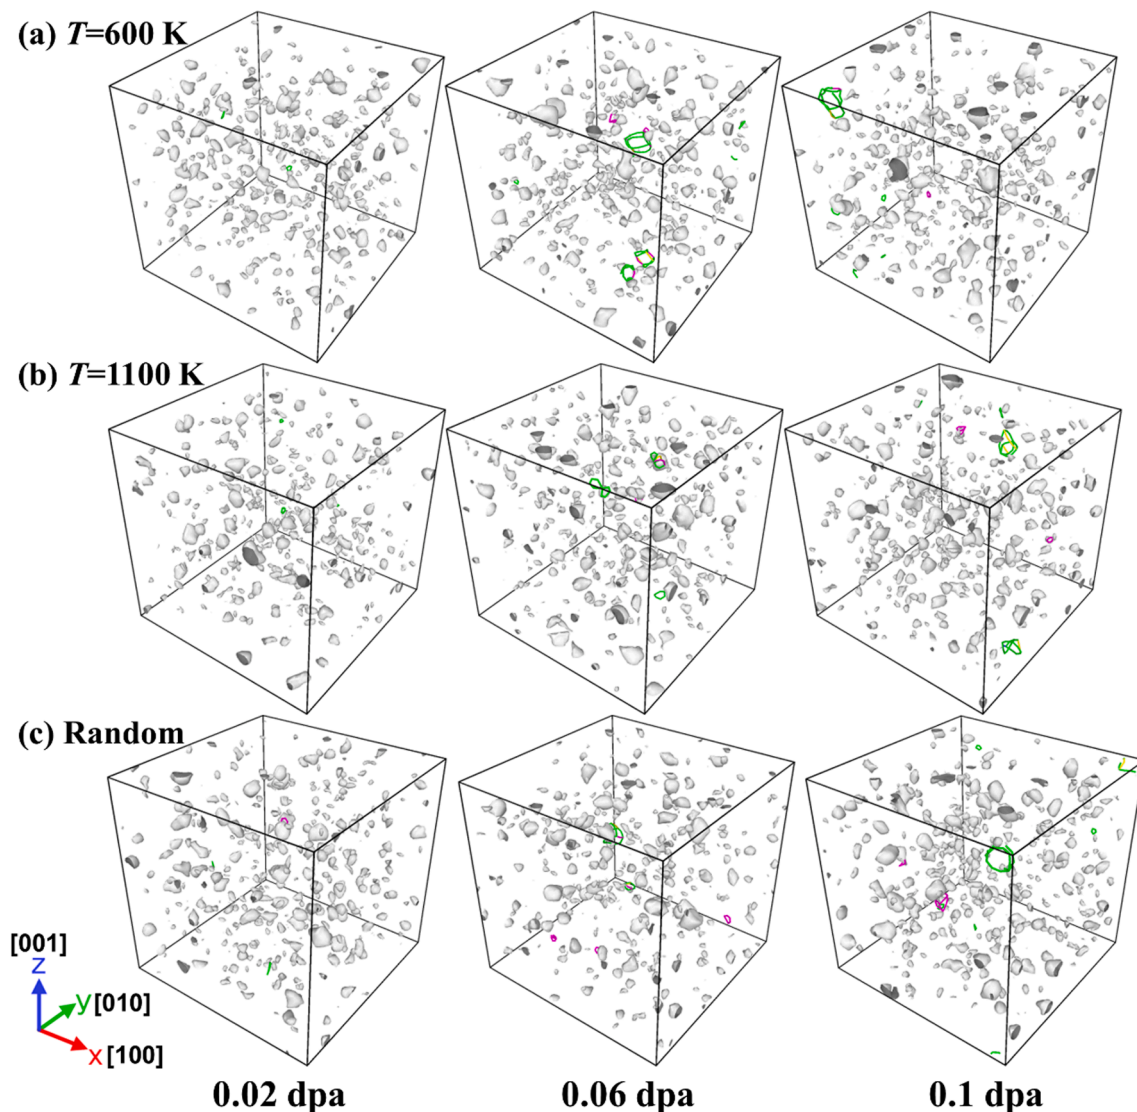 (a) T=600 K
(b) T=1100 K
(c) Random
[001]
z
y [010]
x [100]
0.02 dpa
0.06 dpa
0.1 dpa